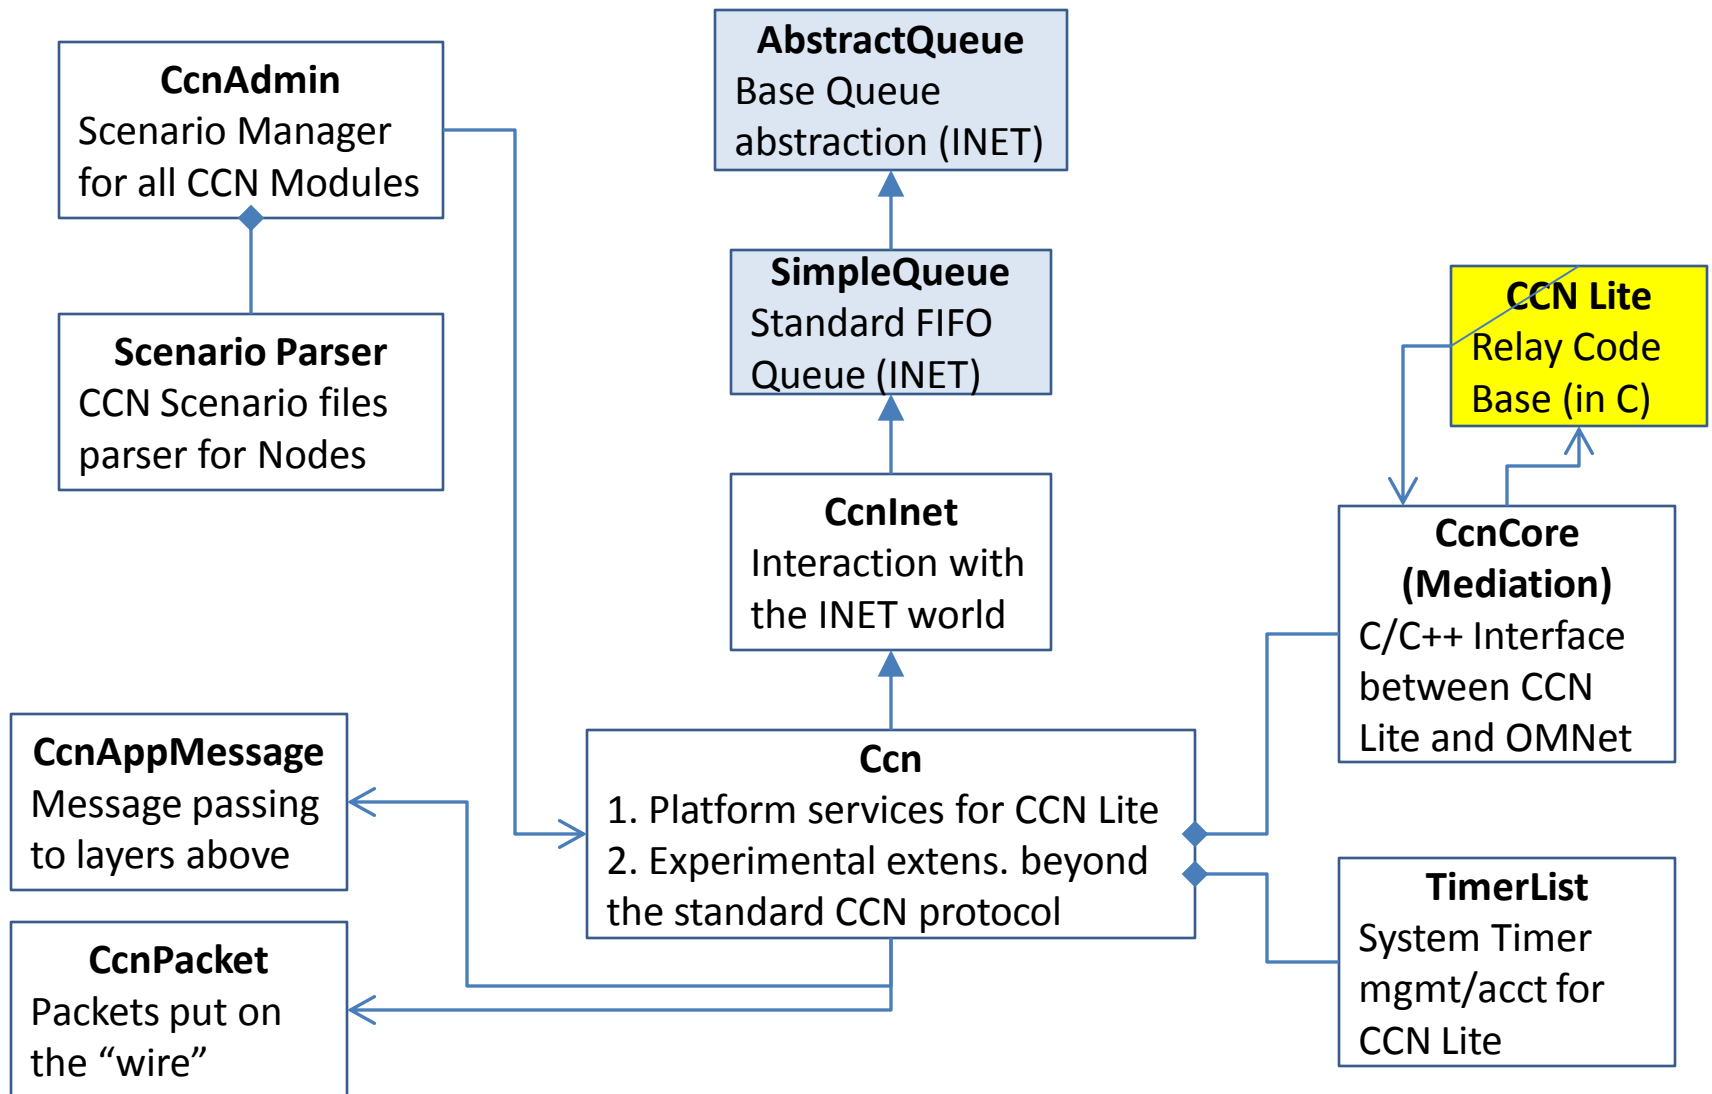 CcnAdmin
Scenario Manager
for all CCN Modules
AbstractQueue
Base Queue
abstraction (INET)
Scenario Parser
CCN Scenario files
parser for Nodes
SimpleQueue
Standard FIFO
Queue (INET)
CCN Lite
Relay Code
Base (in C)
CcnInet
Interaction with
the INET world
CcnCore
(Mediation)
C/C++ Interface
between CCN
Lite and OMNet
CcnAppMessage
Message passing
to layers above
Ccn
1. Platform services for CCN Lite
2. Experimental extens. beyond
the standard CCN protocol
CcnPacket
Packets put on
the “wire”
TimerList
System Timer
mgmt/acct for
CCN Lite